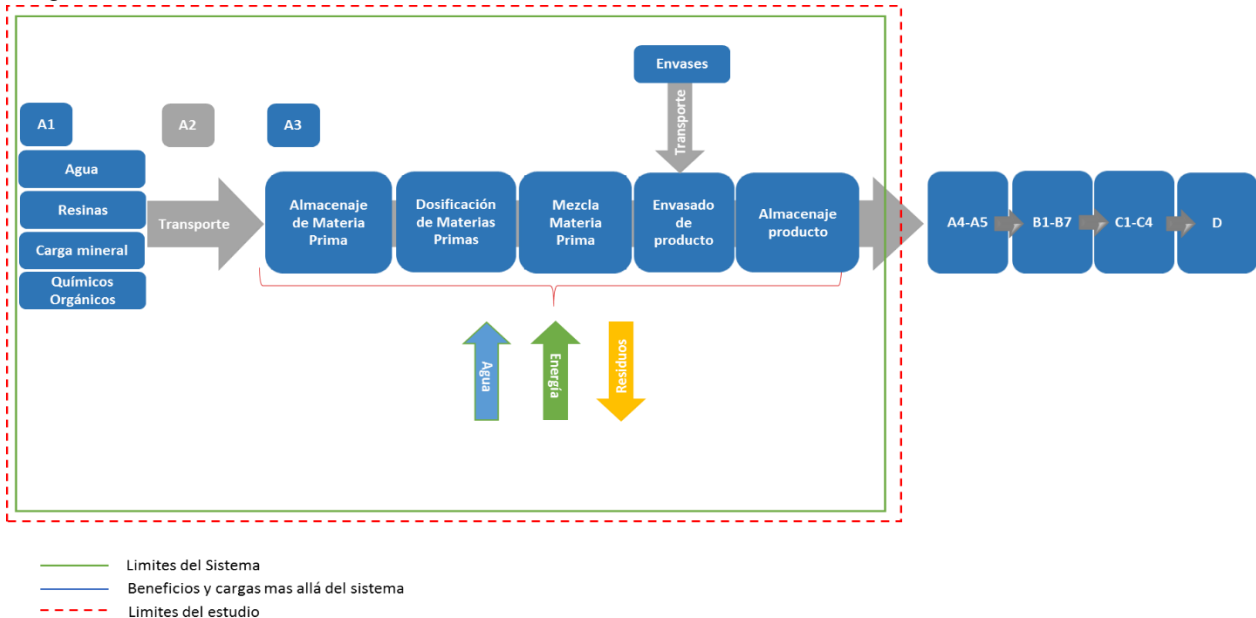 Envases
Transporte
A1
A2
A3
Agua
Resinas
Carga mineral
Químicos
Orgánicos
Transporte
Almacenaje
de Materia
Prima
Dosificación
de Materias
Primas
Mezcla
Materia
Prima
Envasado
de
producto
Almacenaje
producto
A4-A5
B1-B7
C1-C4
D
Agua
Energía
Residuos
Limites del Sistema
Beneficios y cargas mas allá del sistema
Limites del estudio